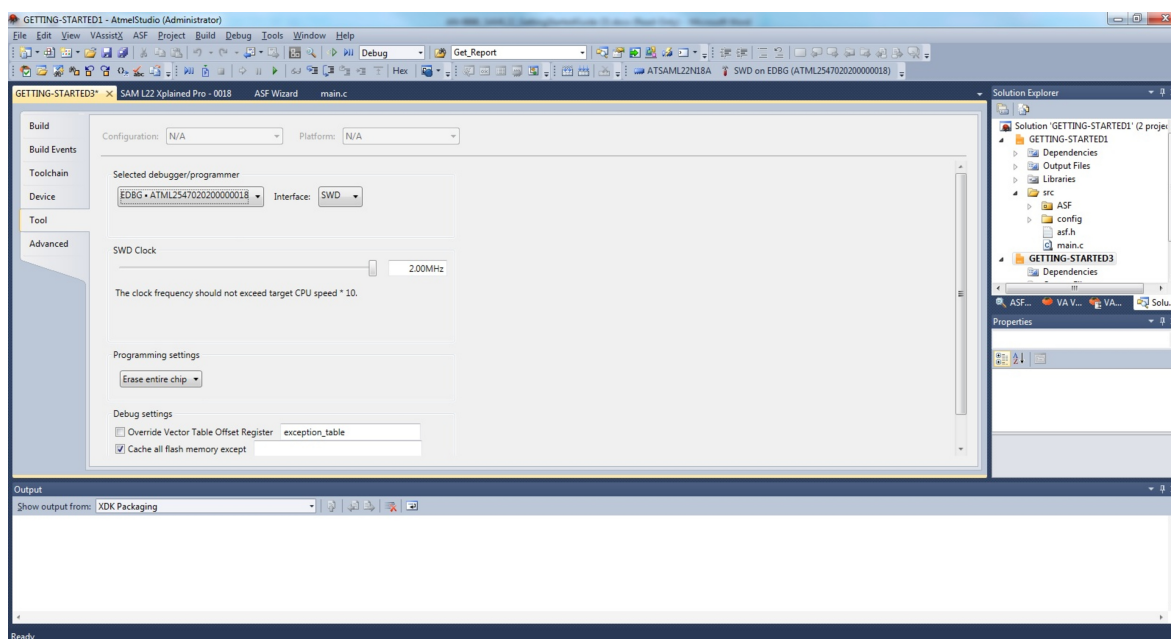 GETTING-STARTED1 - AtmelStudio (Administrator)
File Edit View VAssistX ASF Project Build Debug Tools Window Help
Debug Get_Report
Hex ATSAML22N18A SWD on EDBG (ATML2547020200000018)
GETTING-STARTED3* SAM L22 Xplained Pro - 0018 ASF Wizard main.c
Build
Build Events
Toolchain
Device
Tool
Advanced
Configuration: N/A Platform: N/A
Selected debugger/programmer
EDBG • ATML2547020200000018 Interface: SWD
SWD Clock
2.00MHz
The clock frequency should not exceed target CPU speed * 10.
Programming settings
Erase entire chip
Debug settings
Override Vector Table Offset Register exception_table
Cache all flash memory except
Solution Explorer
Solution 'GETTING-STARTED1' (2 projec
GETTING-STARTED1
Dependencies
Output Files
Libraries
src
ASF
config
asf.h
main.c
GETTING-STARTED3
Dependencies
ASF... VA V... VA... Solu...
Properties
Output
Show output from: XDK Packaging
Ready